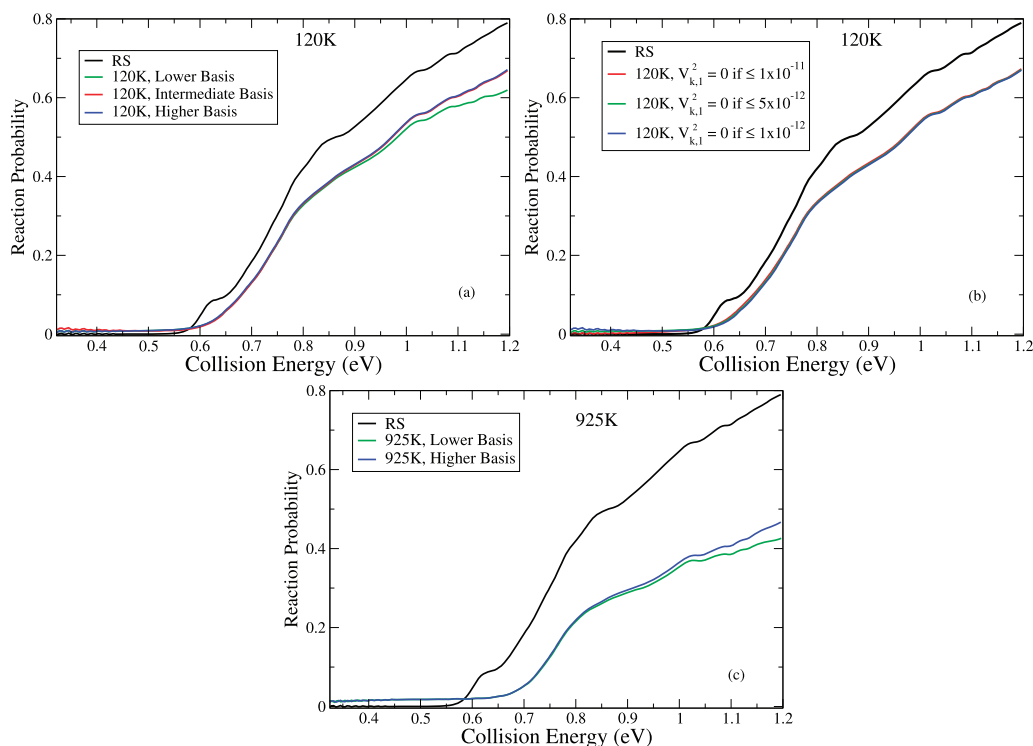 120K
RS
120K, Lower Basis
120K, Intermediate Basis
120K, Higher Basis
Reaction Probability
0.8
0.6
0.4
0.2
0
(a)
0.4 0.5 0.6 0.7 0.8 0.9 1 1.1 1.2
Collision Energy (eV)
120K
RS
120K, V²ₖ,₁ = 0 if ≤ 1x10⁻¹¹
120K, V²ₖ,₁ = 0 if ≤ 5x10⁻¹²
120K, V²ₖ,₁ = 0 if ≤ 1x10⁻¹²
Reaction Probability
0.8
0.6
0.4
0.2
0
(b)
0.4 0.5 0.6 0.7 0.8 0.9 1 1.1 1.2
Collision Energy (eV)
925K
RS
925K, Lower Basis
925K, Higher Basis
Reaction Probability
0.8
0.6
0.4
0.2
0
(c)
0.4 0.5 0.6 0.7 0.8 0.9 1 1.1 1.2
Collision Energy (eV)